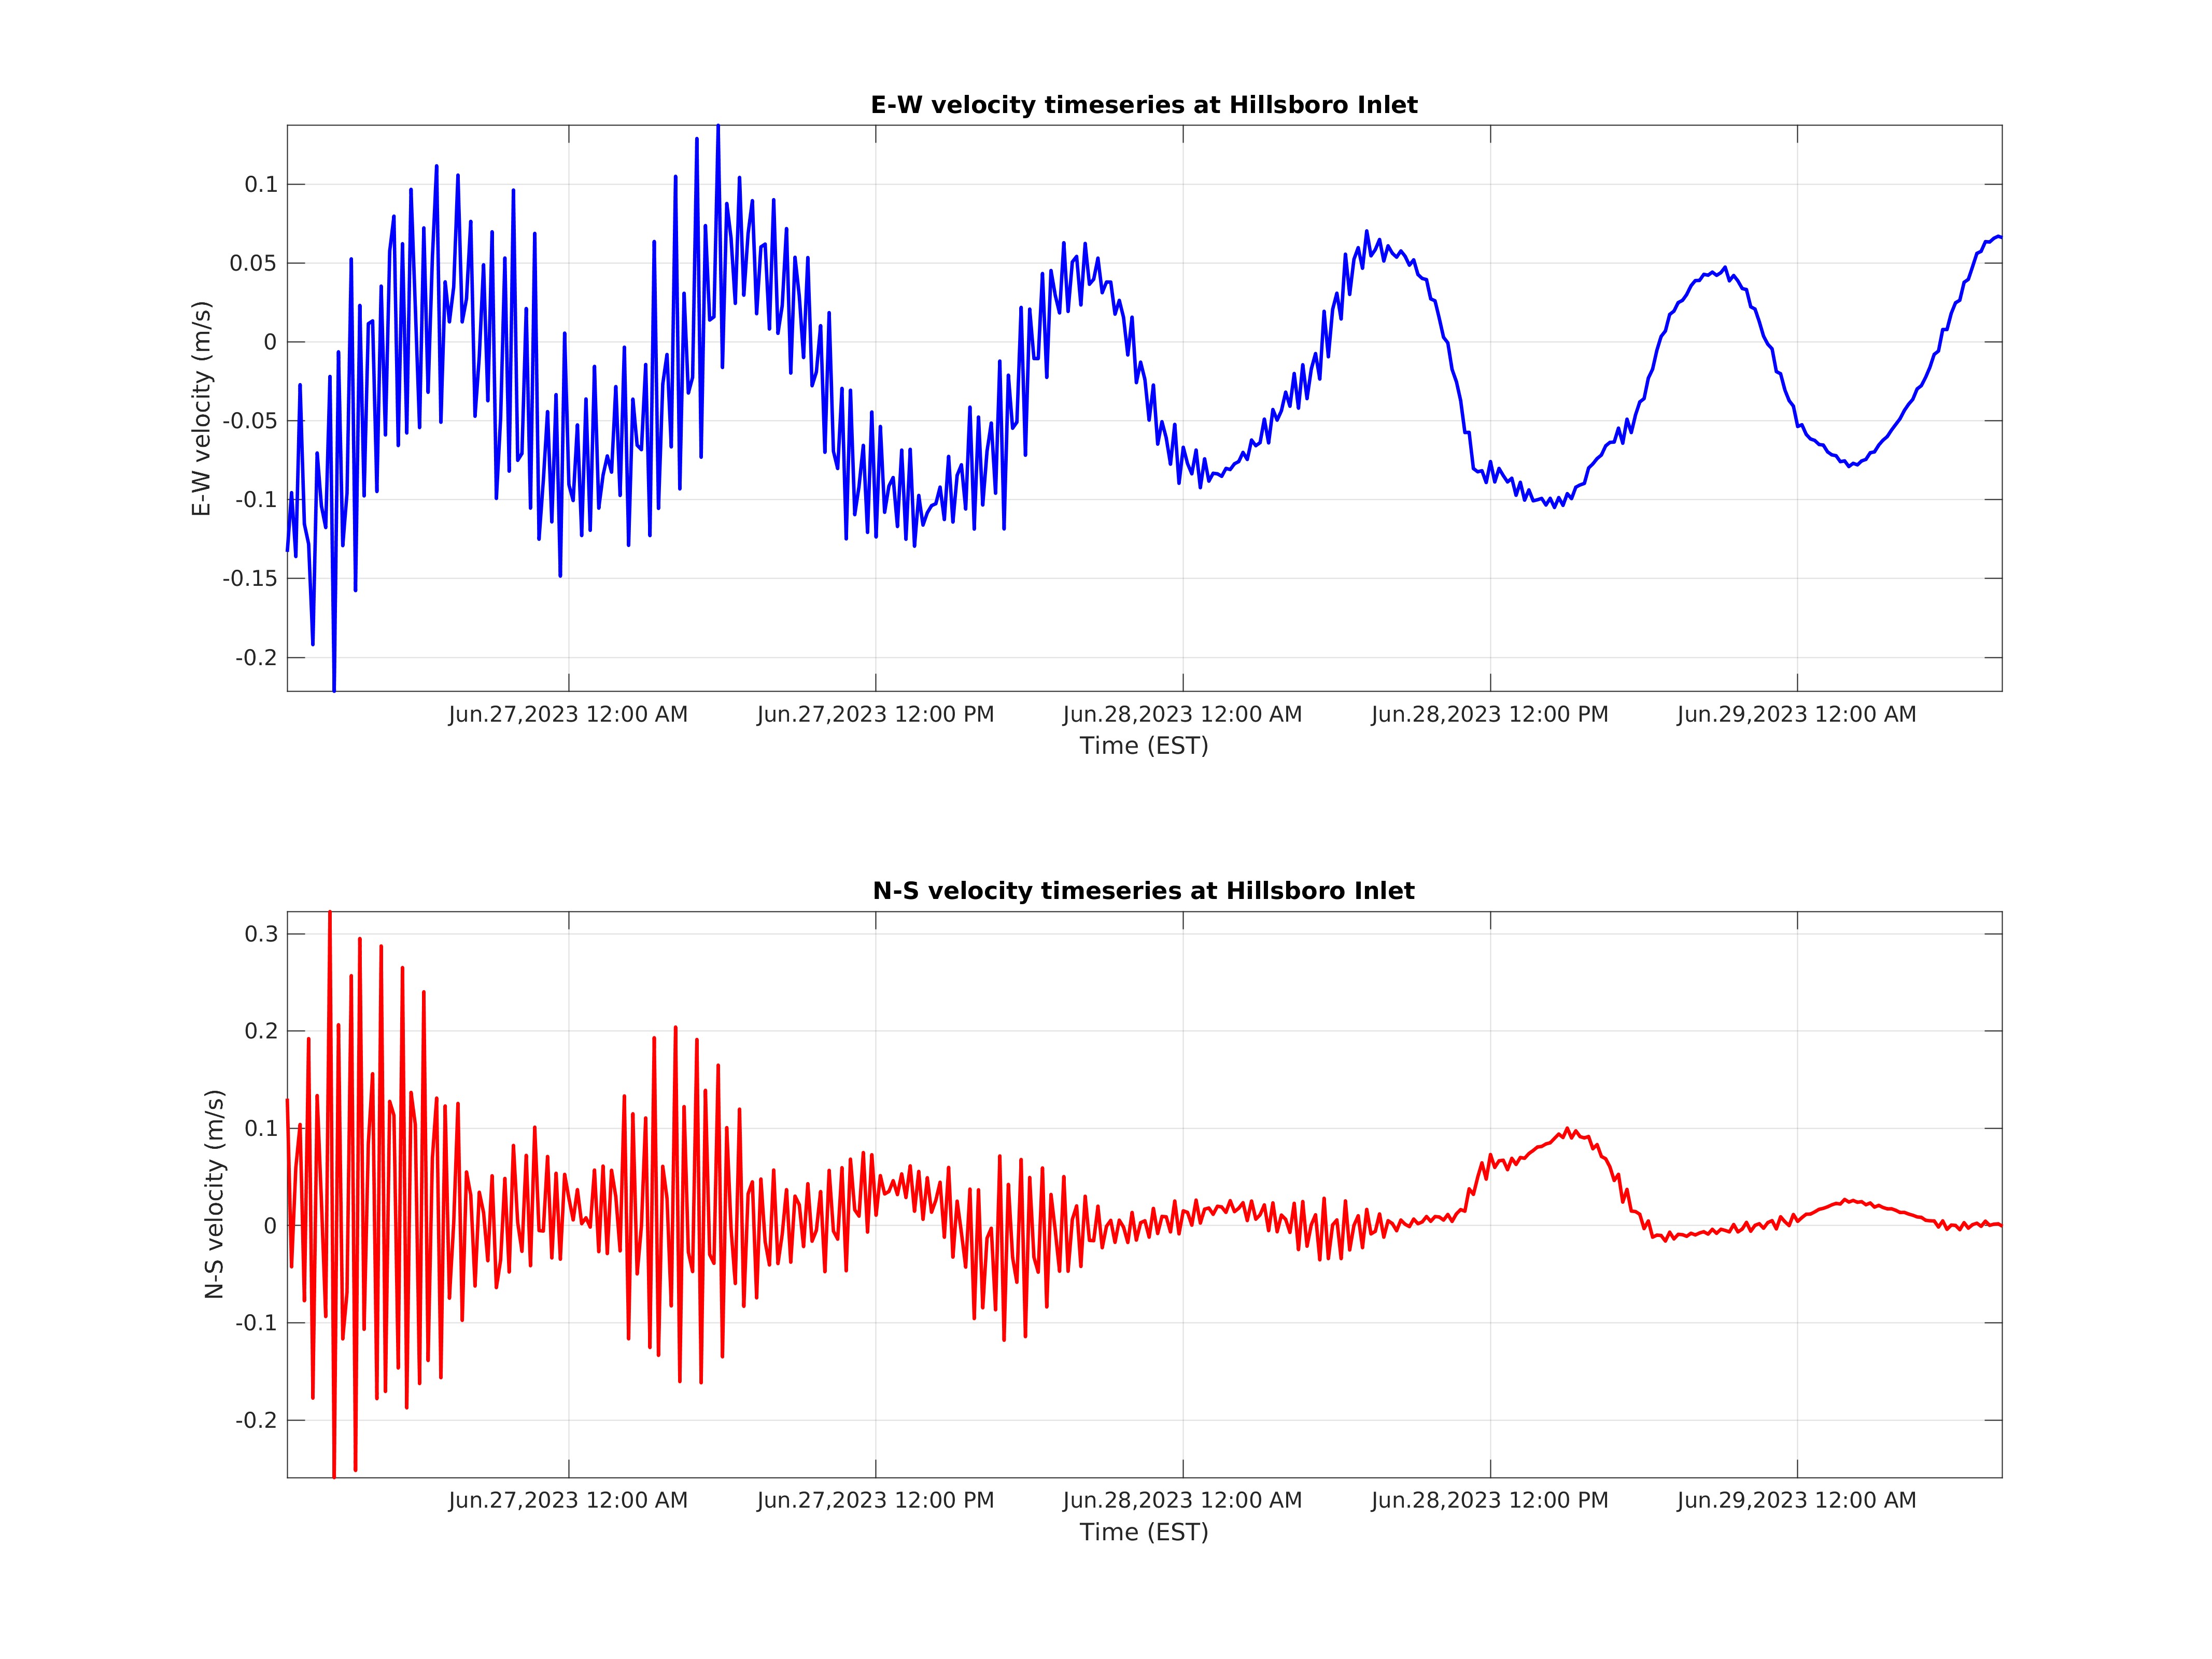 E-W velocity timeseries at Hillsboro Inlet
E-W velocity (m/s)
0.1
0.05
0
-0.05
-0.1
-0.15
-0.2
Jun.27,2023 12:00 AM Jun.27,2023 12:00 PM Jun.28,2023 12:00 AM Jun.28,2023 12:00 PM Jun.29,2023 12:00 AM
Time (EST)
N-S velocity timeseries at Hillsboro Inlet
N-S velocity (m/s)
0.3
0.2
0.1
0
-0.1
-0.2
Jun.27,2023 12:00 AM Jun.27,2023 12:00 PM Jun.28,2023 12:00 AM Jun.28,2023 12:00 PM Jun.29,2023 12:00 AM
Time (EST)